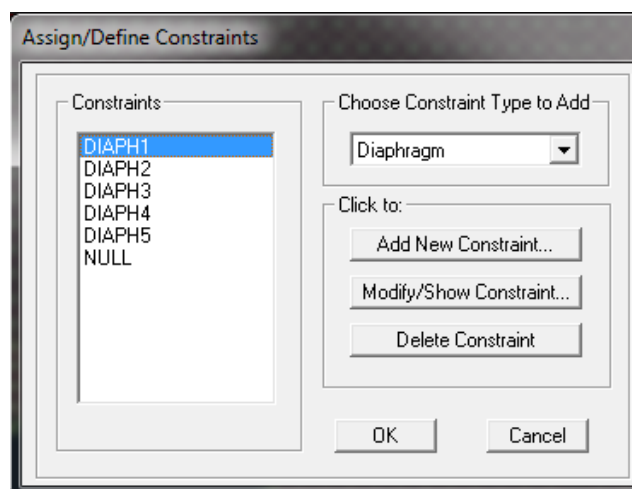 Assign/Define Constraints
Constraints
DIAPH1
DIAPH2
DIAPH3
DIAPH4
DIAPH5
NULL
Choose Constraint Type to Add
Diaphragm
Click to:
Add New Constraint...
Modify/Show Constraint...
Delete Constraint
OK
Cancel